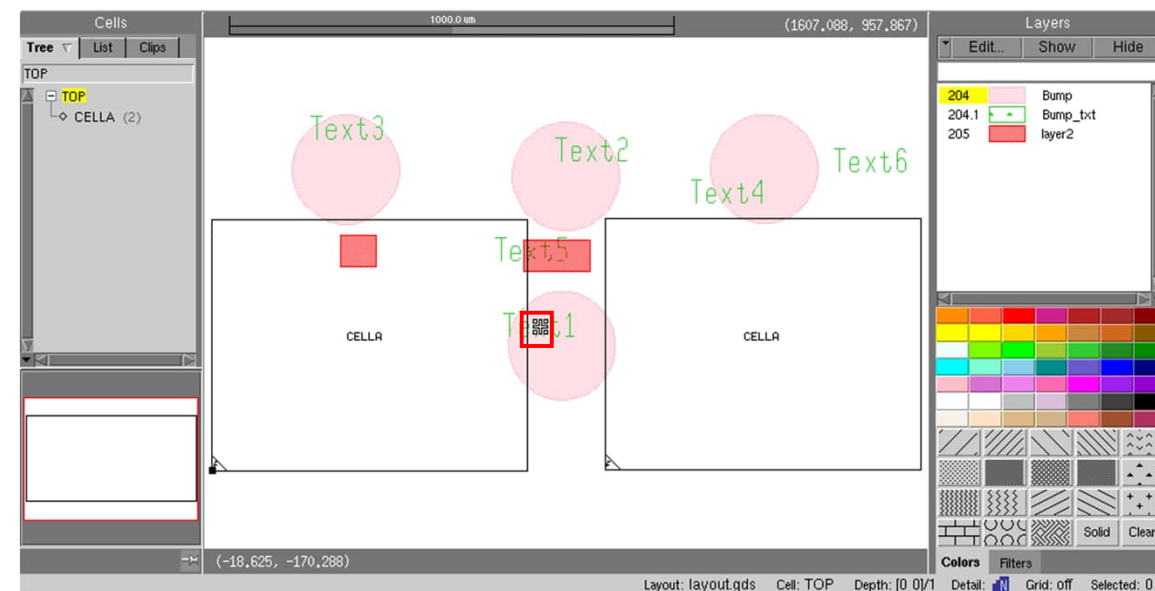 Cells
1000.0 um
(1607.088, 957.867)
Layers
Tree List Clips
Edit... Show Hide
TOP
TOP
CELLA (2)
204 Bump
204.1 Bump_txt
205 layer2
Text3
Text2
Text6
Text4
Text5
Text1
CELLA
CELLA
Solid Clear
(-18.625, -170.288)
Colors Filters
Layout: layout.gds Cell: TOP Depth: [0 0]/1 Detail: N Grid: off Selected: 0